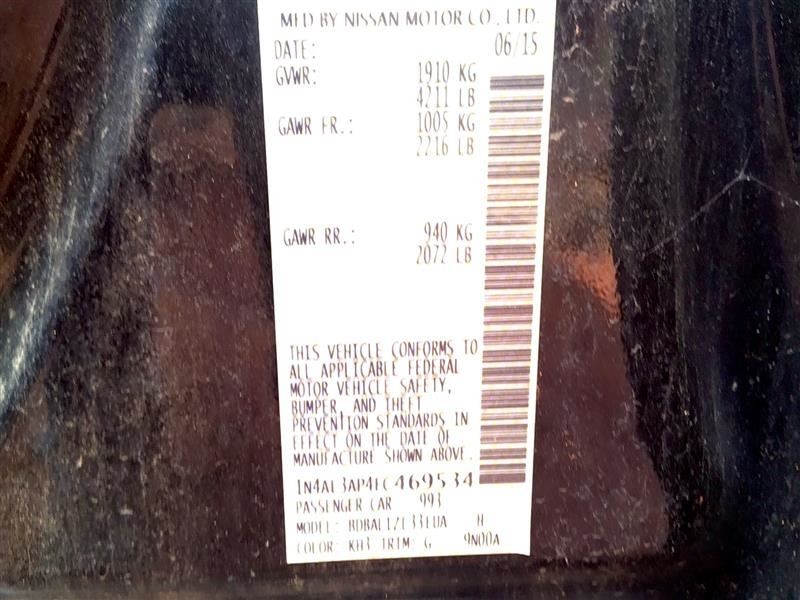 MFD BY NISSAN MOTOR CO., LTD.
DATE: 06/15
GVWR: 1910 KG
4211 LB
GAWR FR.: 1005 KG
2216 LB
GAWR RR.: 940 KG
2072 LB
THIS VEHICLE CONFORMS TO
ALL APPLICABLE FEDERAL
MOTOR VEHICLE SAFETY,
BUMPER, AND THEFT
PREVENTION STANDARDS IN
EFFECT ON THE DATE OF
MANUFACTURE SHOWN ABOVE.
1N4AL3AP4FC469534
PASSENGER CAR 993
MODEL: H
COLOR: KH3 TRIM: G 9N00A